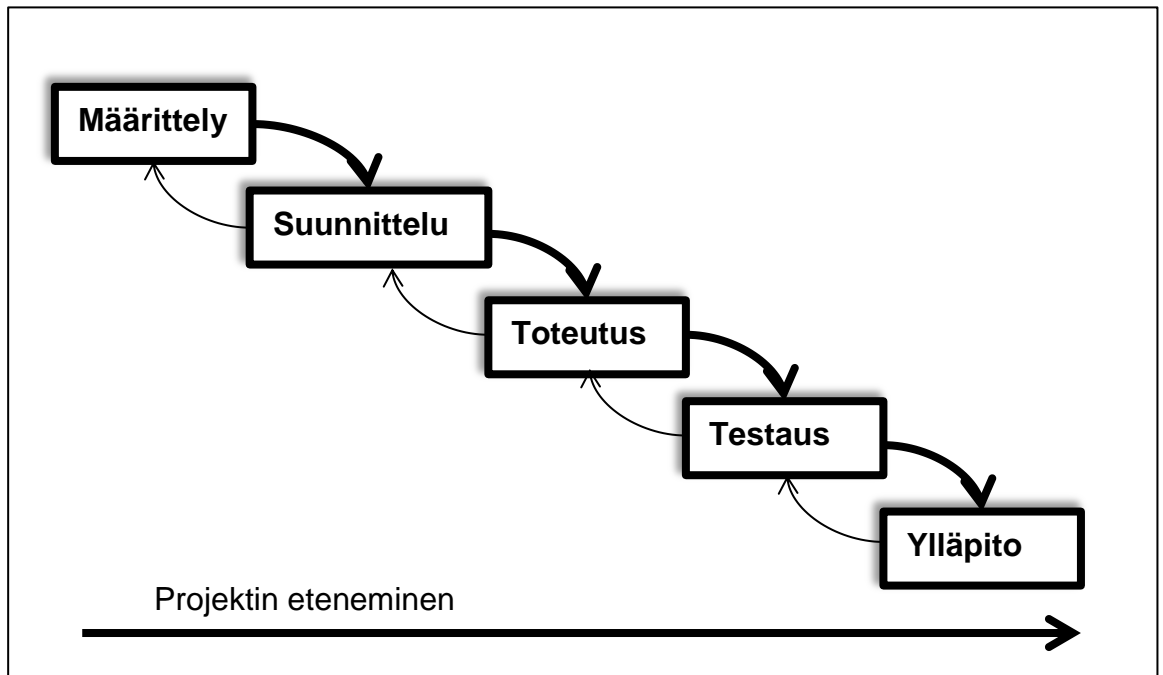 Määrittely
Suunnittelu
Toteutus
Testaus
Ylläpito
Projektin eteneminen